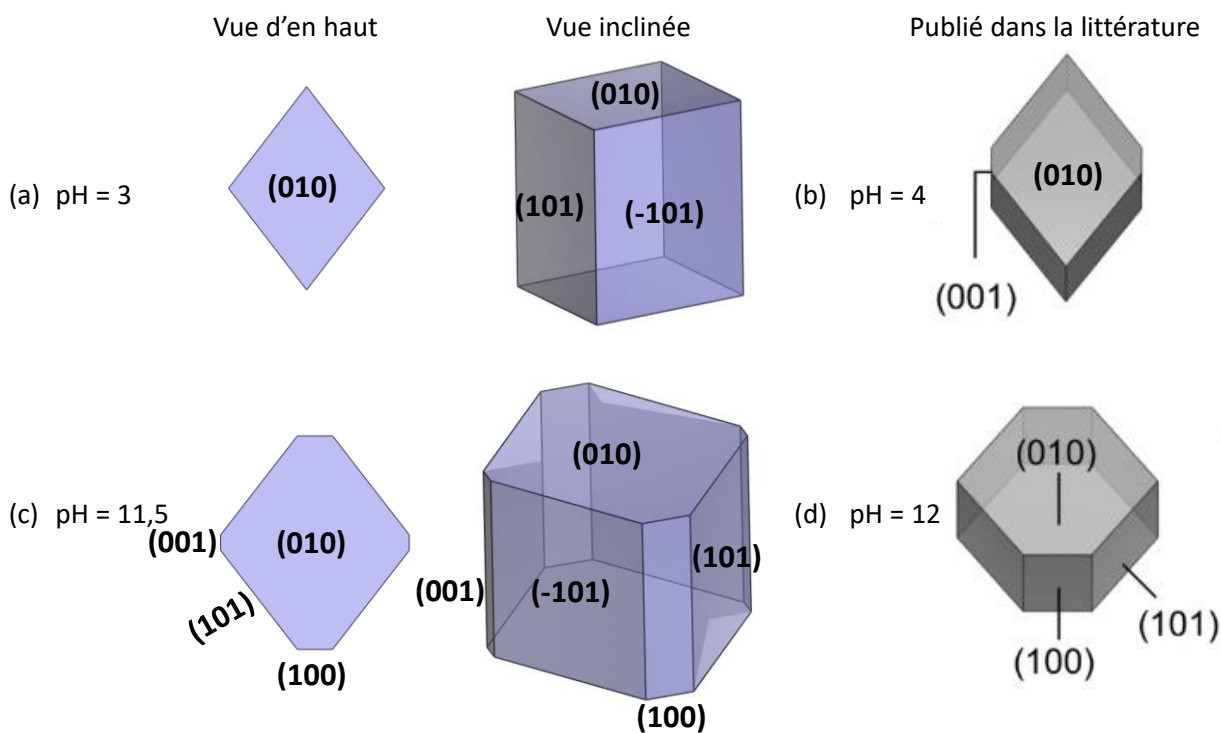 Vue d'en haut
Vue inclinée
Publié dans la littérature
(a) pH = 3
(010)
(010)
(101)
(-101)
(b) pH = 4
(010)
(001)
(c) pH = 11,5
(001)
(010)
(101)
(100)
(010)
(001)
(-101)
(101)
(100)
(d) pH = 12
(010)
(101)
(100)